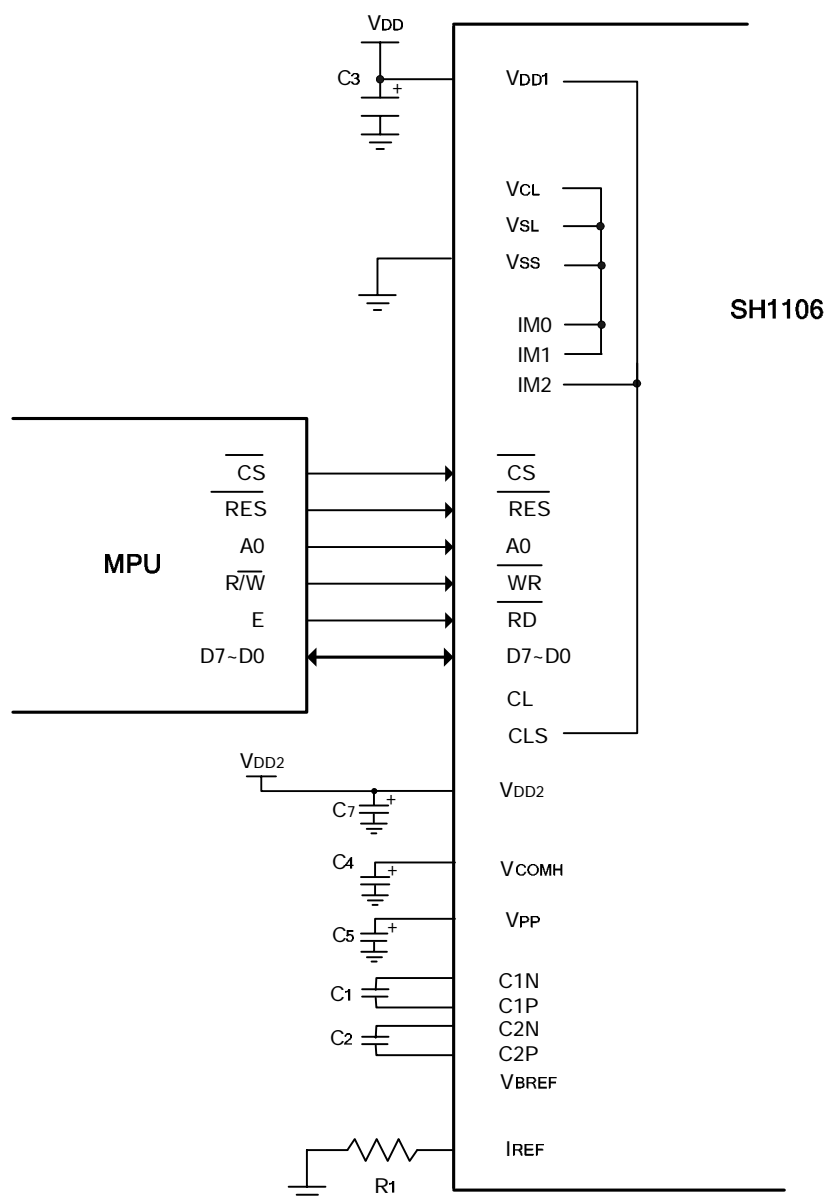 VDD
C3
+
VDD1
VCL
VSL
VSS
IM0
IM1
IM2
SH1106
MPU
CS
RES
A0
R/W
E
D7~D0
CS
RES
A0
WR
RD
D7~D0
CL
CLS
VDD2
C7
+
VDD2
C4
+
VCOMH
C5
+
VPP
C1
C1N
C1P
C2
C2N
C2P
VBREF
R1
IREF